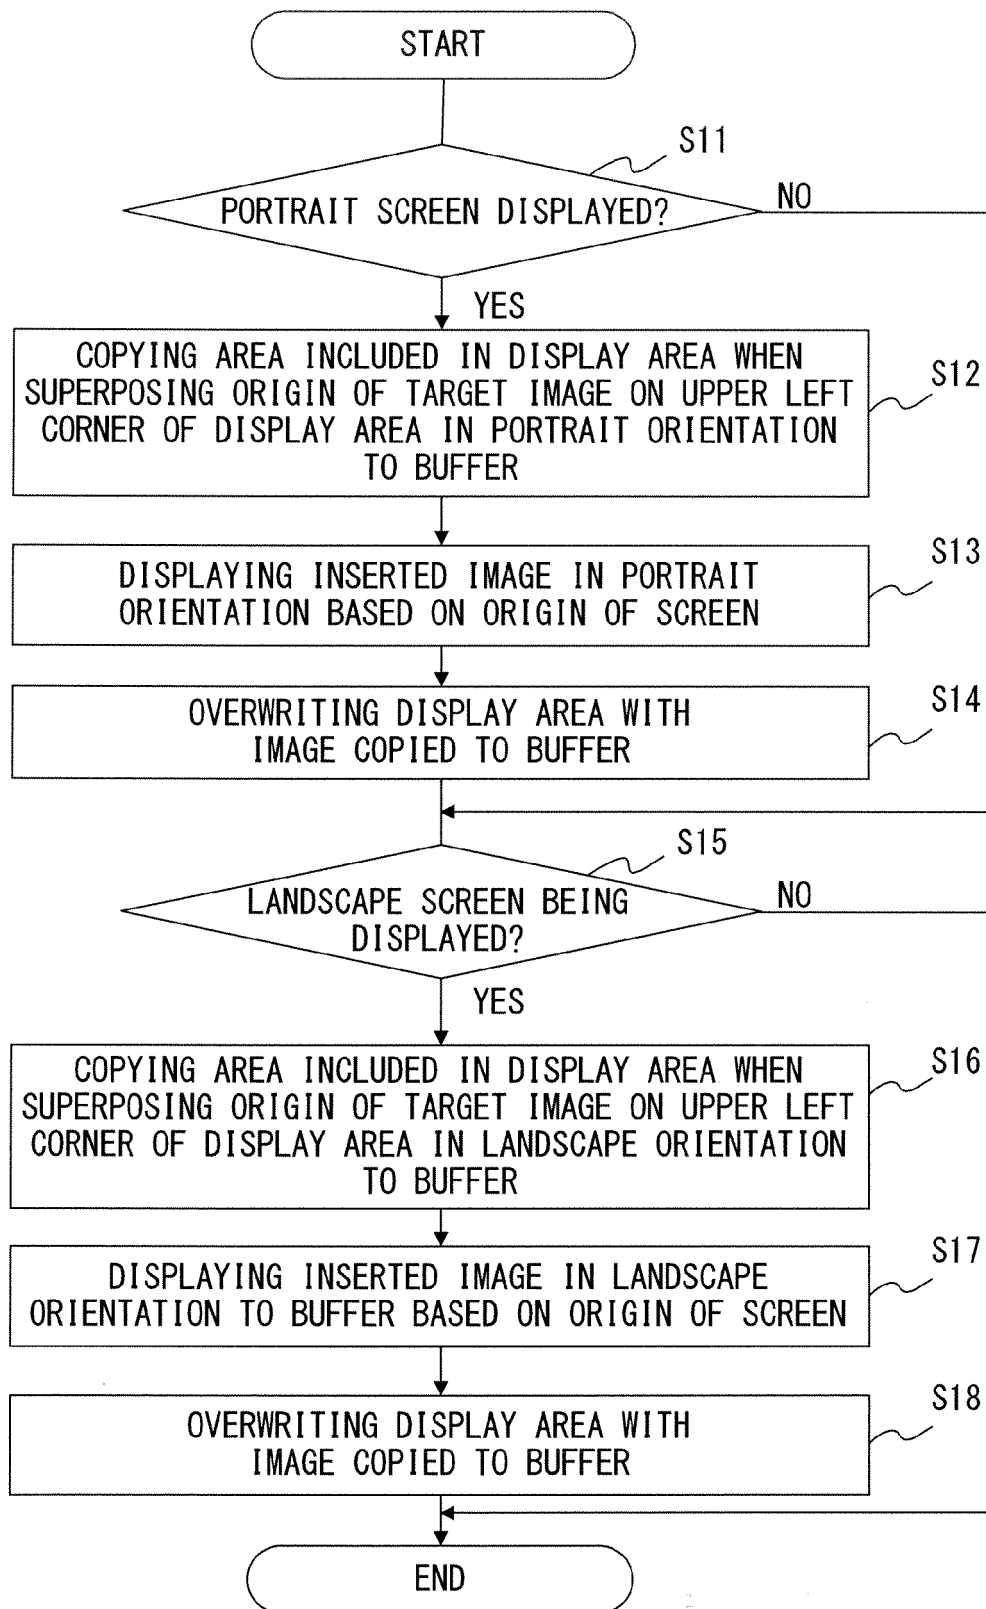 START
S11
PORTRAIT SCREEN DISPLAYED?
NO
YES
COPYING AREA INCLUDED IN DISPLAY AREA WHEN
SUPERPOSING ORIGIN OF TARGET IMAGE ON UPPER LEFT
CORNER OF DISPLAY AREA IN PORTRAIT ORIENTATION
TO BUFFER
S12
DISPLAYING INSERTED IMAGE IN PORTRAIT
ORIENTATION BASED ON ORIGIN OF SCREEN
S13
OVERWRITING DISPLAY AREA WITH
IMAGE COPIED TO BUFFER
S14
S15
LANDSCAPE SCREEN BEING
DISPLAYED?
NO
YES
COPYING AREA INCLUDED IN DISPLAY AREA WHEN
SUPERPOSING ORIGIN OF TARGET IMAGE ON UPPER LEFT
CORNER OF DISPLAY AREA IN LANDSCAPE ORIENTATION
TO BUFFER
S16
DISPLAYING INSERTED IMAGE IN LANDSCAPE
ORIENTATION TO BUFFER BASED ON ORIGIN OF SCREEN
S17
OVERWRITING DISPLAY AREA WITH
IMAGE COPIED TO BUFFER
S18
END